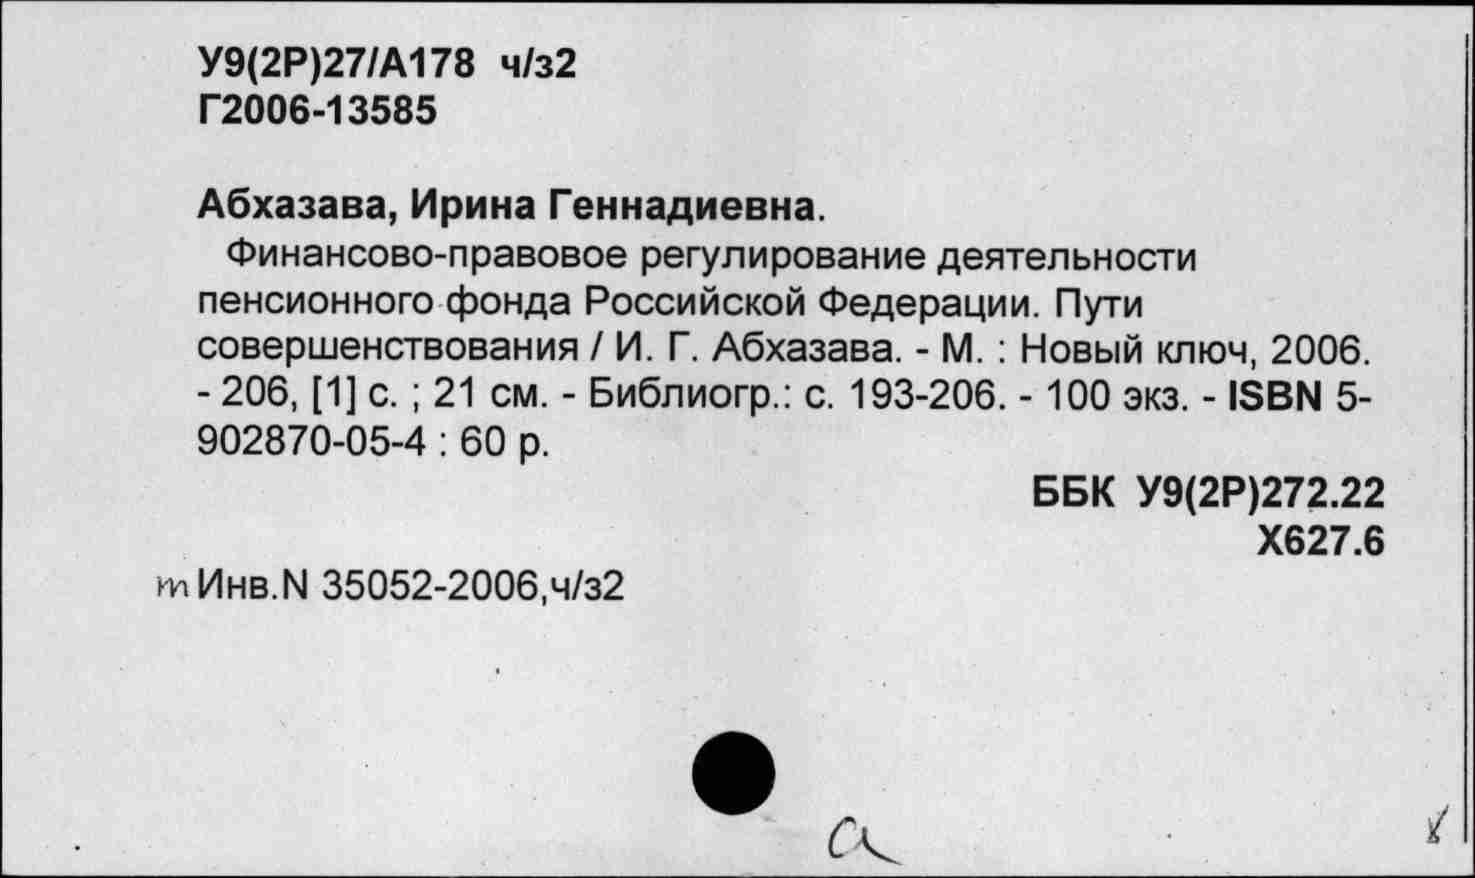 У9(2Р)27/А178 ч/з2
Г2006-13585
Абхазава, Ирина Геннадиевна.
Финансово-правовое регулирование деятельности
пенсионного фонда Российской Федерации. Пути
совершенствования / И. Г. Абхазава. - М. : Новый ключ, 2006.
- 206, [1] с. ; 21 см. - Библиогр.: с. 193-206. - 100 экз. - ISBN 5-
902870-05-4 : 60 р.
ББК У9(2Р)272.22
Х627.6
Инв.N 35052-2006,ч/з2
а